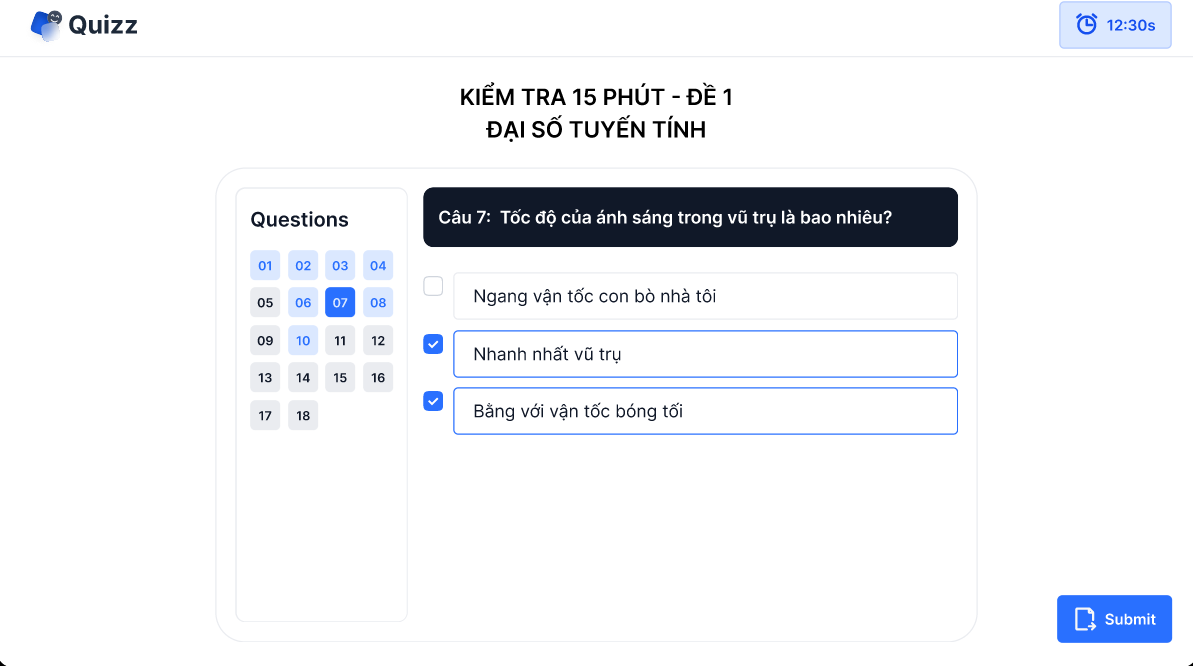 Quizz
12:30s
KIỂM TRA 15 PHÚT - ĐỀ 1
ĐẠI SỐ TUYẾN TÍNH
Questions
01 02 03 04
05 06 07 08
09 10 11 12
13 14 15 16
17 18
Câu 7: Tốc độ của ánh sáng trong vũ trụ là bao nhiêu?
Ngang vận tốc con bò nhà tôi
Nhanh nhất vũ trụ
Bằng với vận tốc bóng tối
Submit